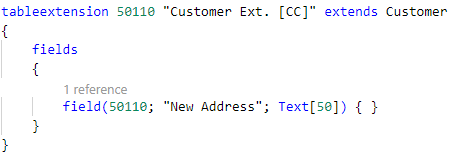 tableextension 50110 "Customer Ext. [CC]" extends Customer
{
fields
{
1 reference
field(50110; "New Address"; Text[50]) { }
}
}